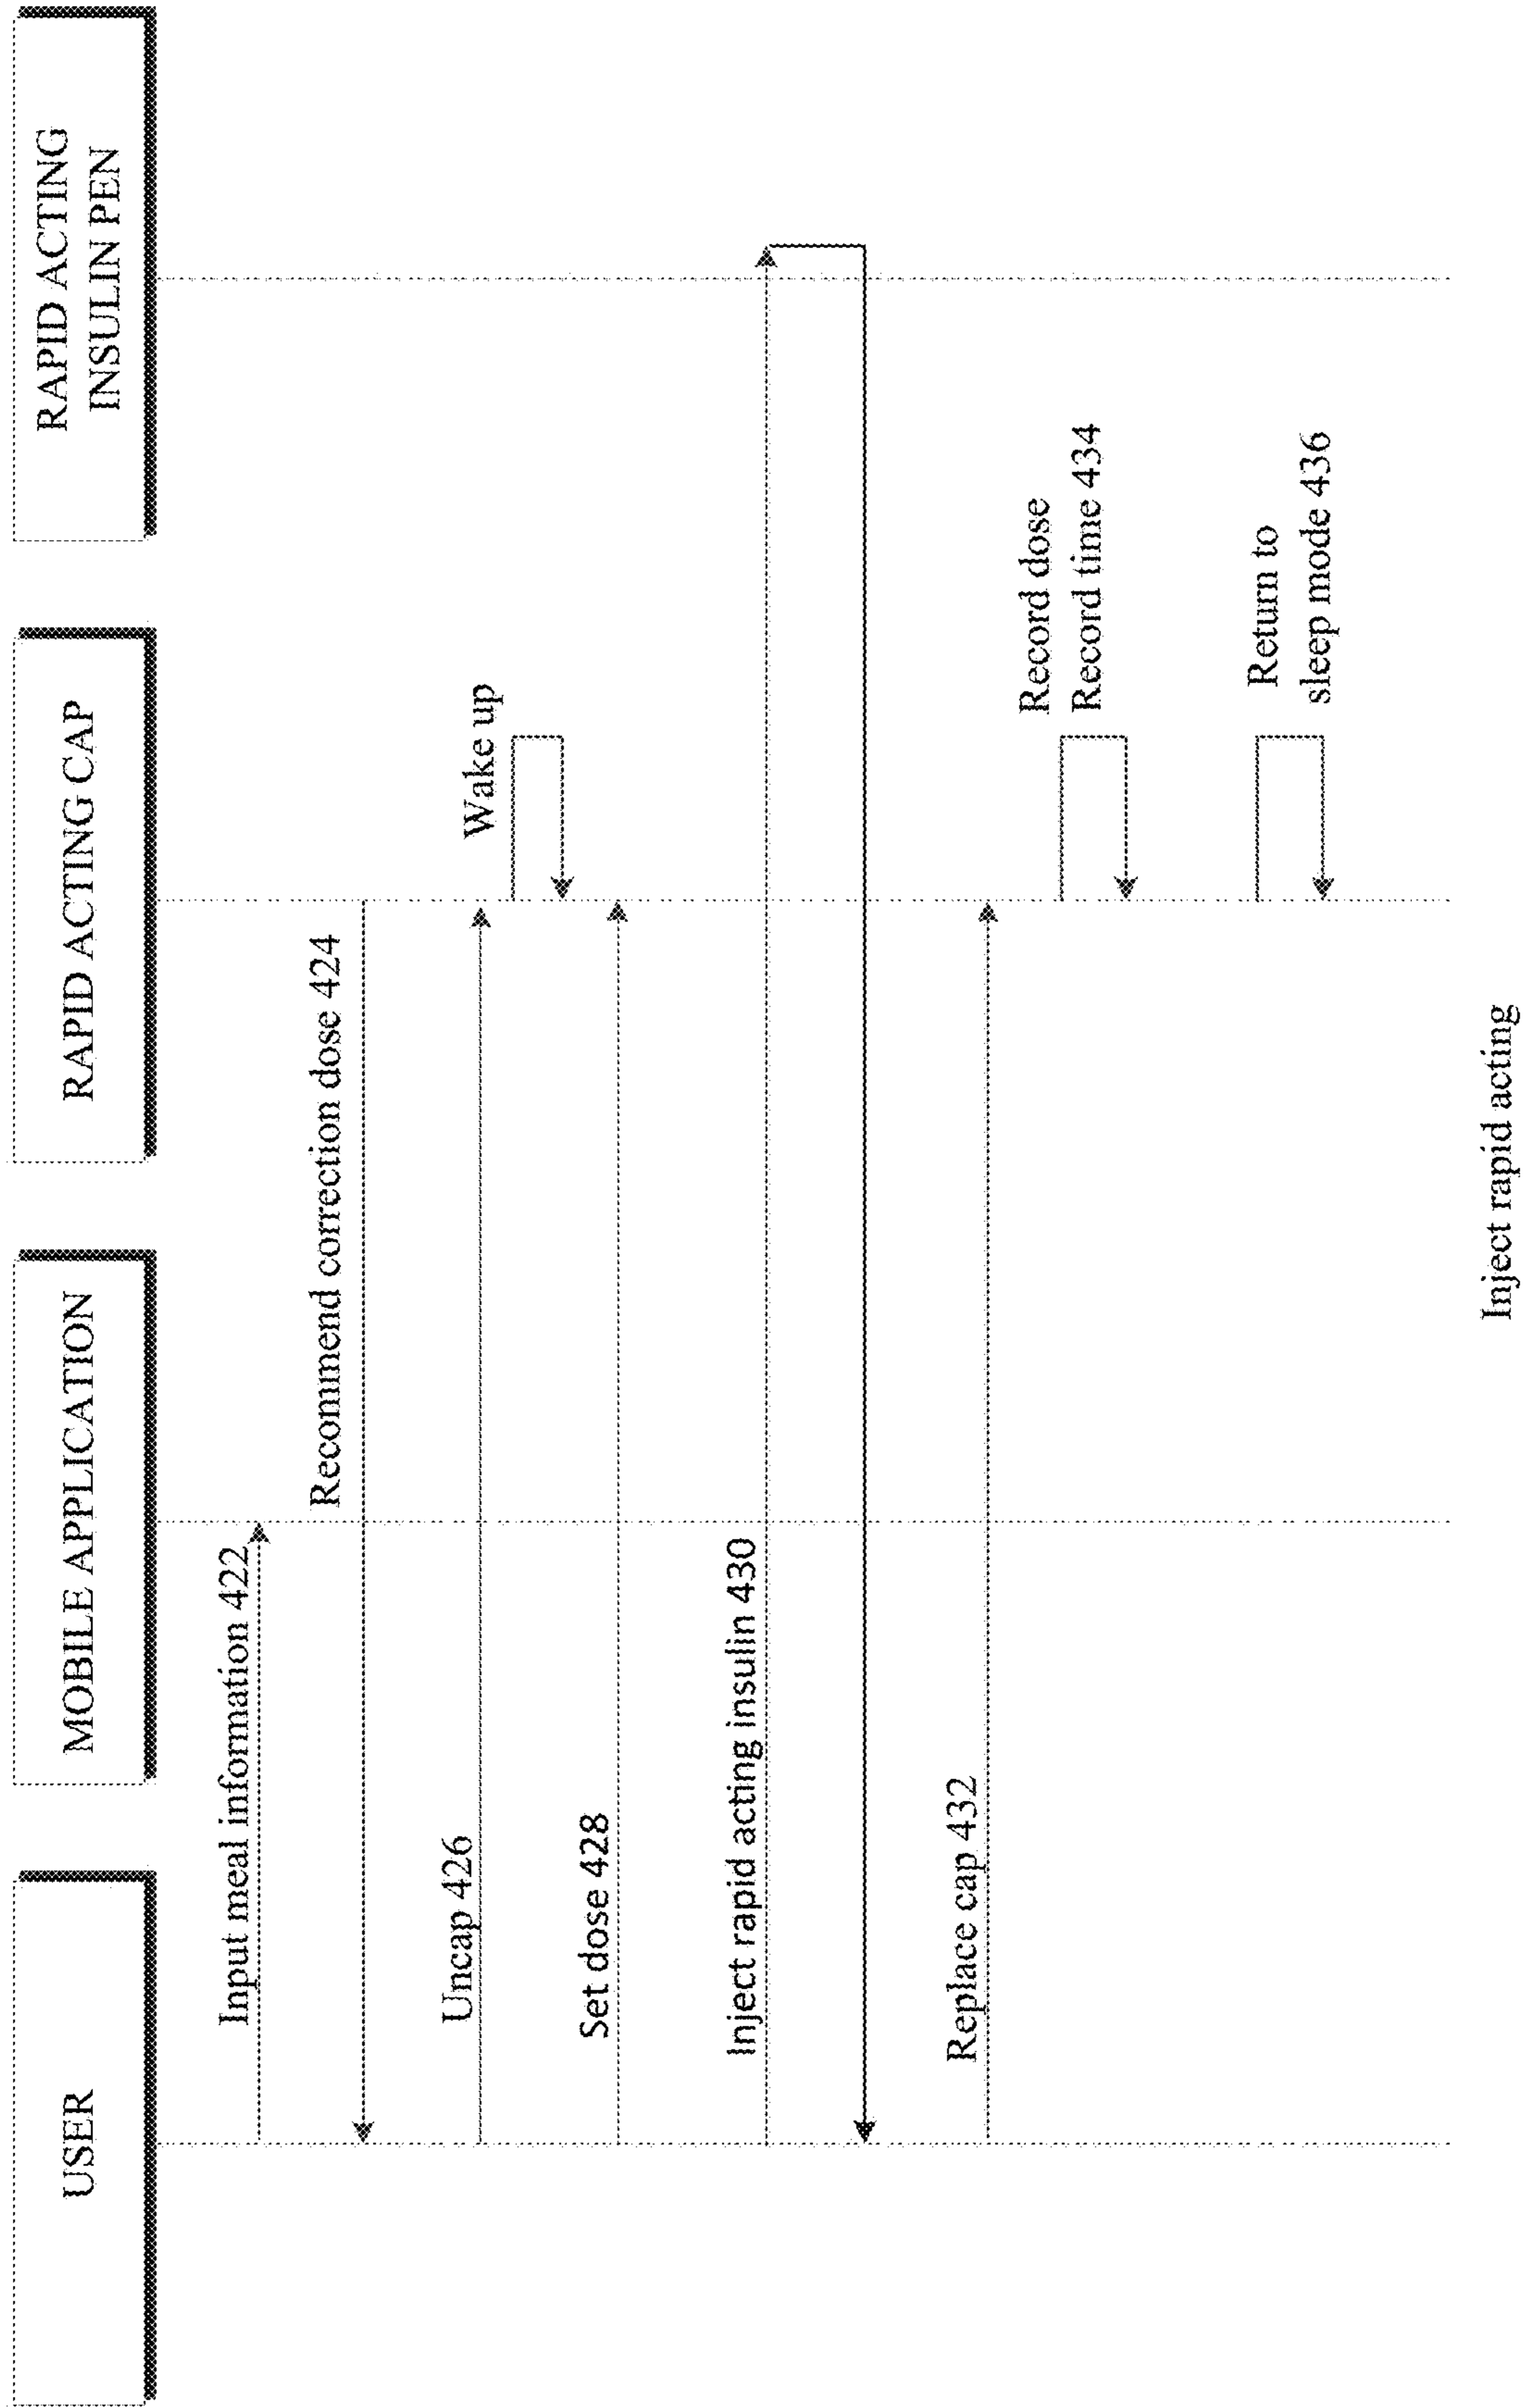 USER
MOBILE APPLICATION
RAPID ACTING CAP
RAPID ACTING
INSULIN PEN
Input meal information 422
Recommend correction dose 424
Uncap 426
Wake up
Set dose 428
Inject rapid acting insulin 430
Replace cap 432
Record dose
Record time 434
Return to
sleep mode 436
Inject rapid acting